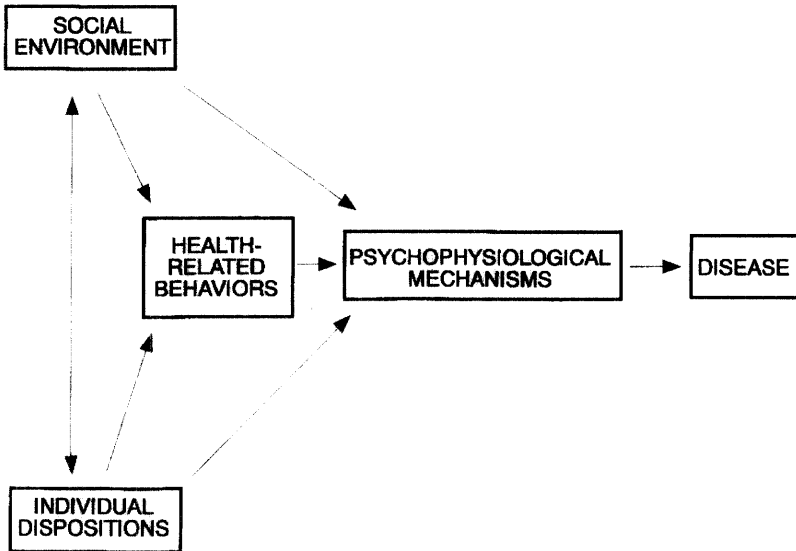 SOCIAL
ENVIRONMENT
HEALTH-
RELATED
BEHAVIORS
PSYCHOPHYSIOLOGICAL
MECHANISMS
DISEASE
INDIVIDUAL
DISPOSITIONS